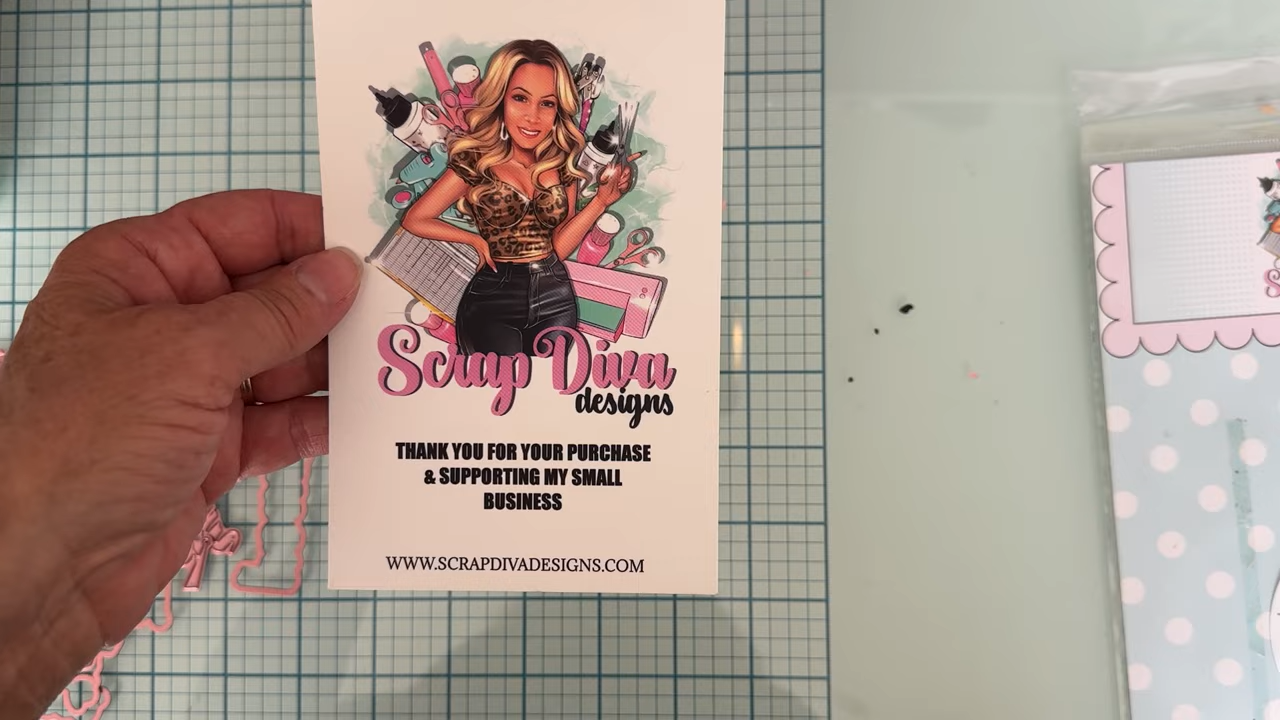 Scrap Diva
designs
THANK YOU FOR YOUR PURCHASE
& SUPPORTING MY SMALL
BUSINESS
WWW.SCRAPDIVADESIGNS.COM